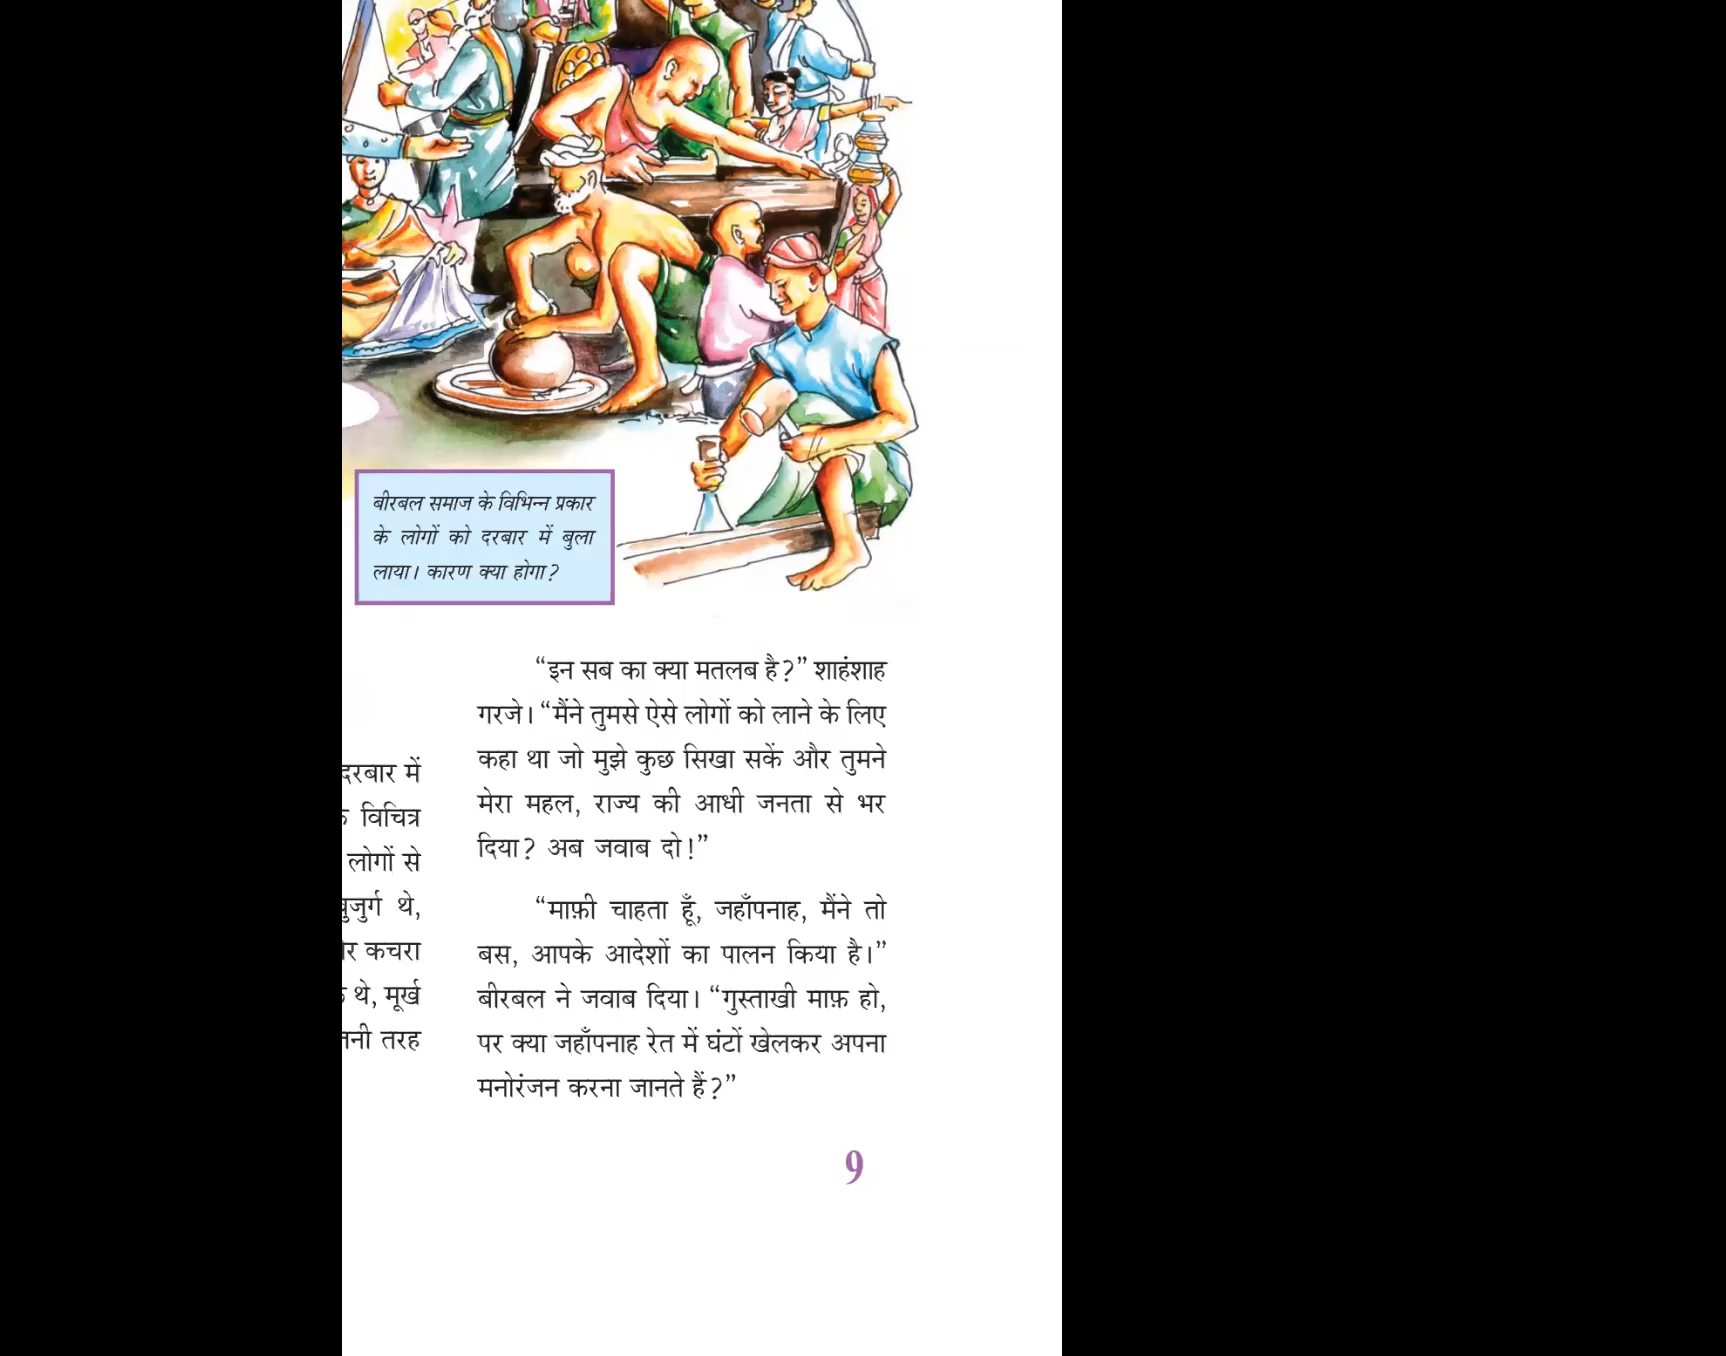 बीरबल समाज के विभिन्न प्रकार
के लोगों को दरबार में बुला
लाया। कारण क्या होगा?
दरबार में
विचित्र
लोगों से
बुजुर्ग थे,
कचरा
थे, मूर्ख
तरह
“इन सब का क्या मतलब है?” शाहंशाह
गरजे। “मैंने तुमसे ऐसे लोगों को लाने के लिए
कहा था जो मुझे कुछ सिखा सकें और तुमने
मेरा महल, राज्य की आधी जनता से भर
दिया? अब जवाब दो!”
“माफ़ी चाहता हूँ, जहाँपनाह, मैंने तो
बस, आपके आदेशों का पालन किया है।”
बीरबल ने जवाब दिया। “गुस्ताखी माफ़ हो,
पर क्या जहाँपनाह रेत में घंटों खेलकर अपना
मनोरंजन करना जानते हैं?”
9